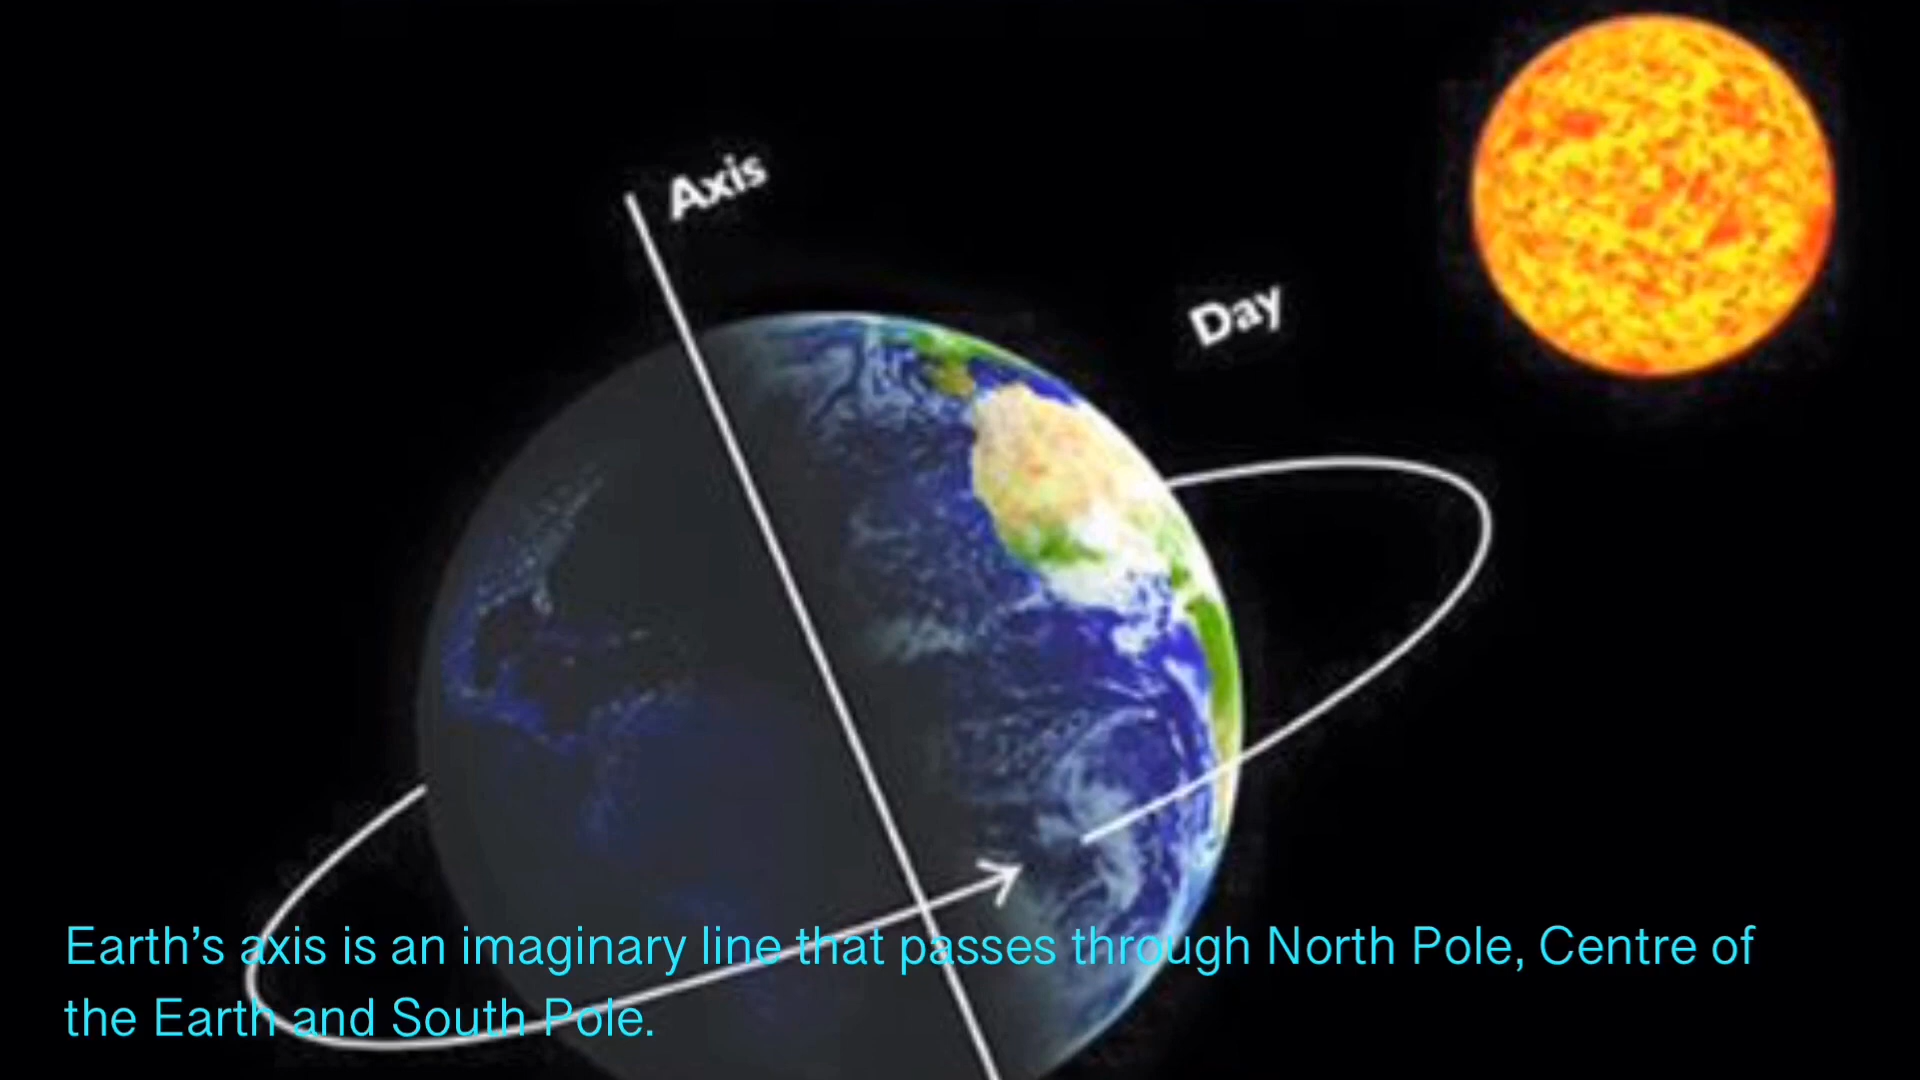 Axis
Day
Earth’s axis is an imaginary line that passes through North Pole, Centre of
the Earth and South Pole.